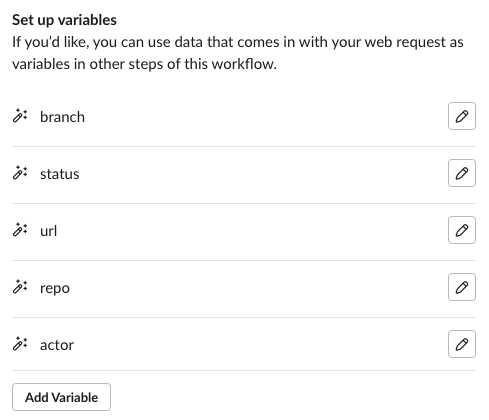 Set up variables
If you’d like, you can use data that comes in with your web request as
variables in other steps of this workflow.
branch
status
url
repo
actor
Add Variable